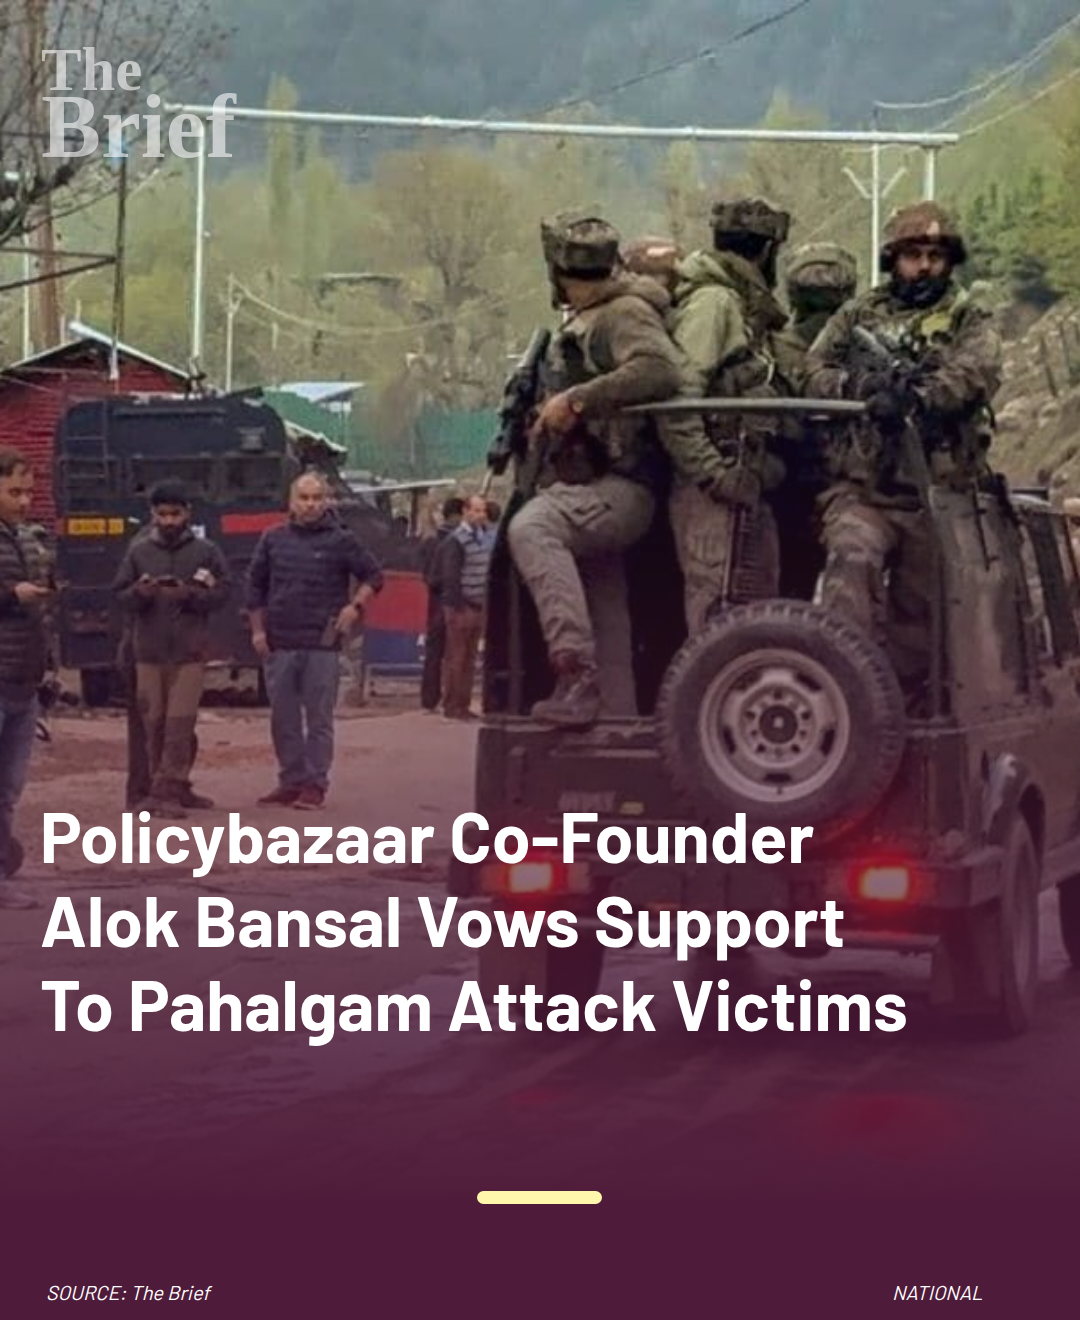 The
Brief
Policybazaar Co-Founder
Alok Bansal Vows Support
To Pahalgam Attack Victims
SOURCE: The Brief
NATIONAL